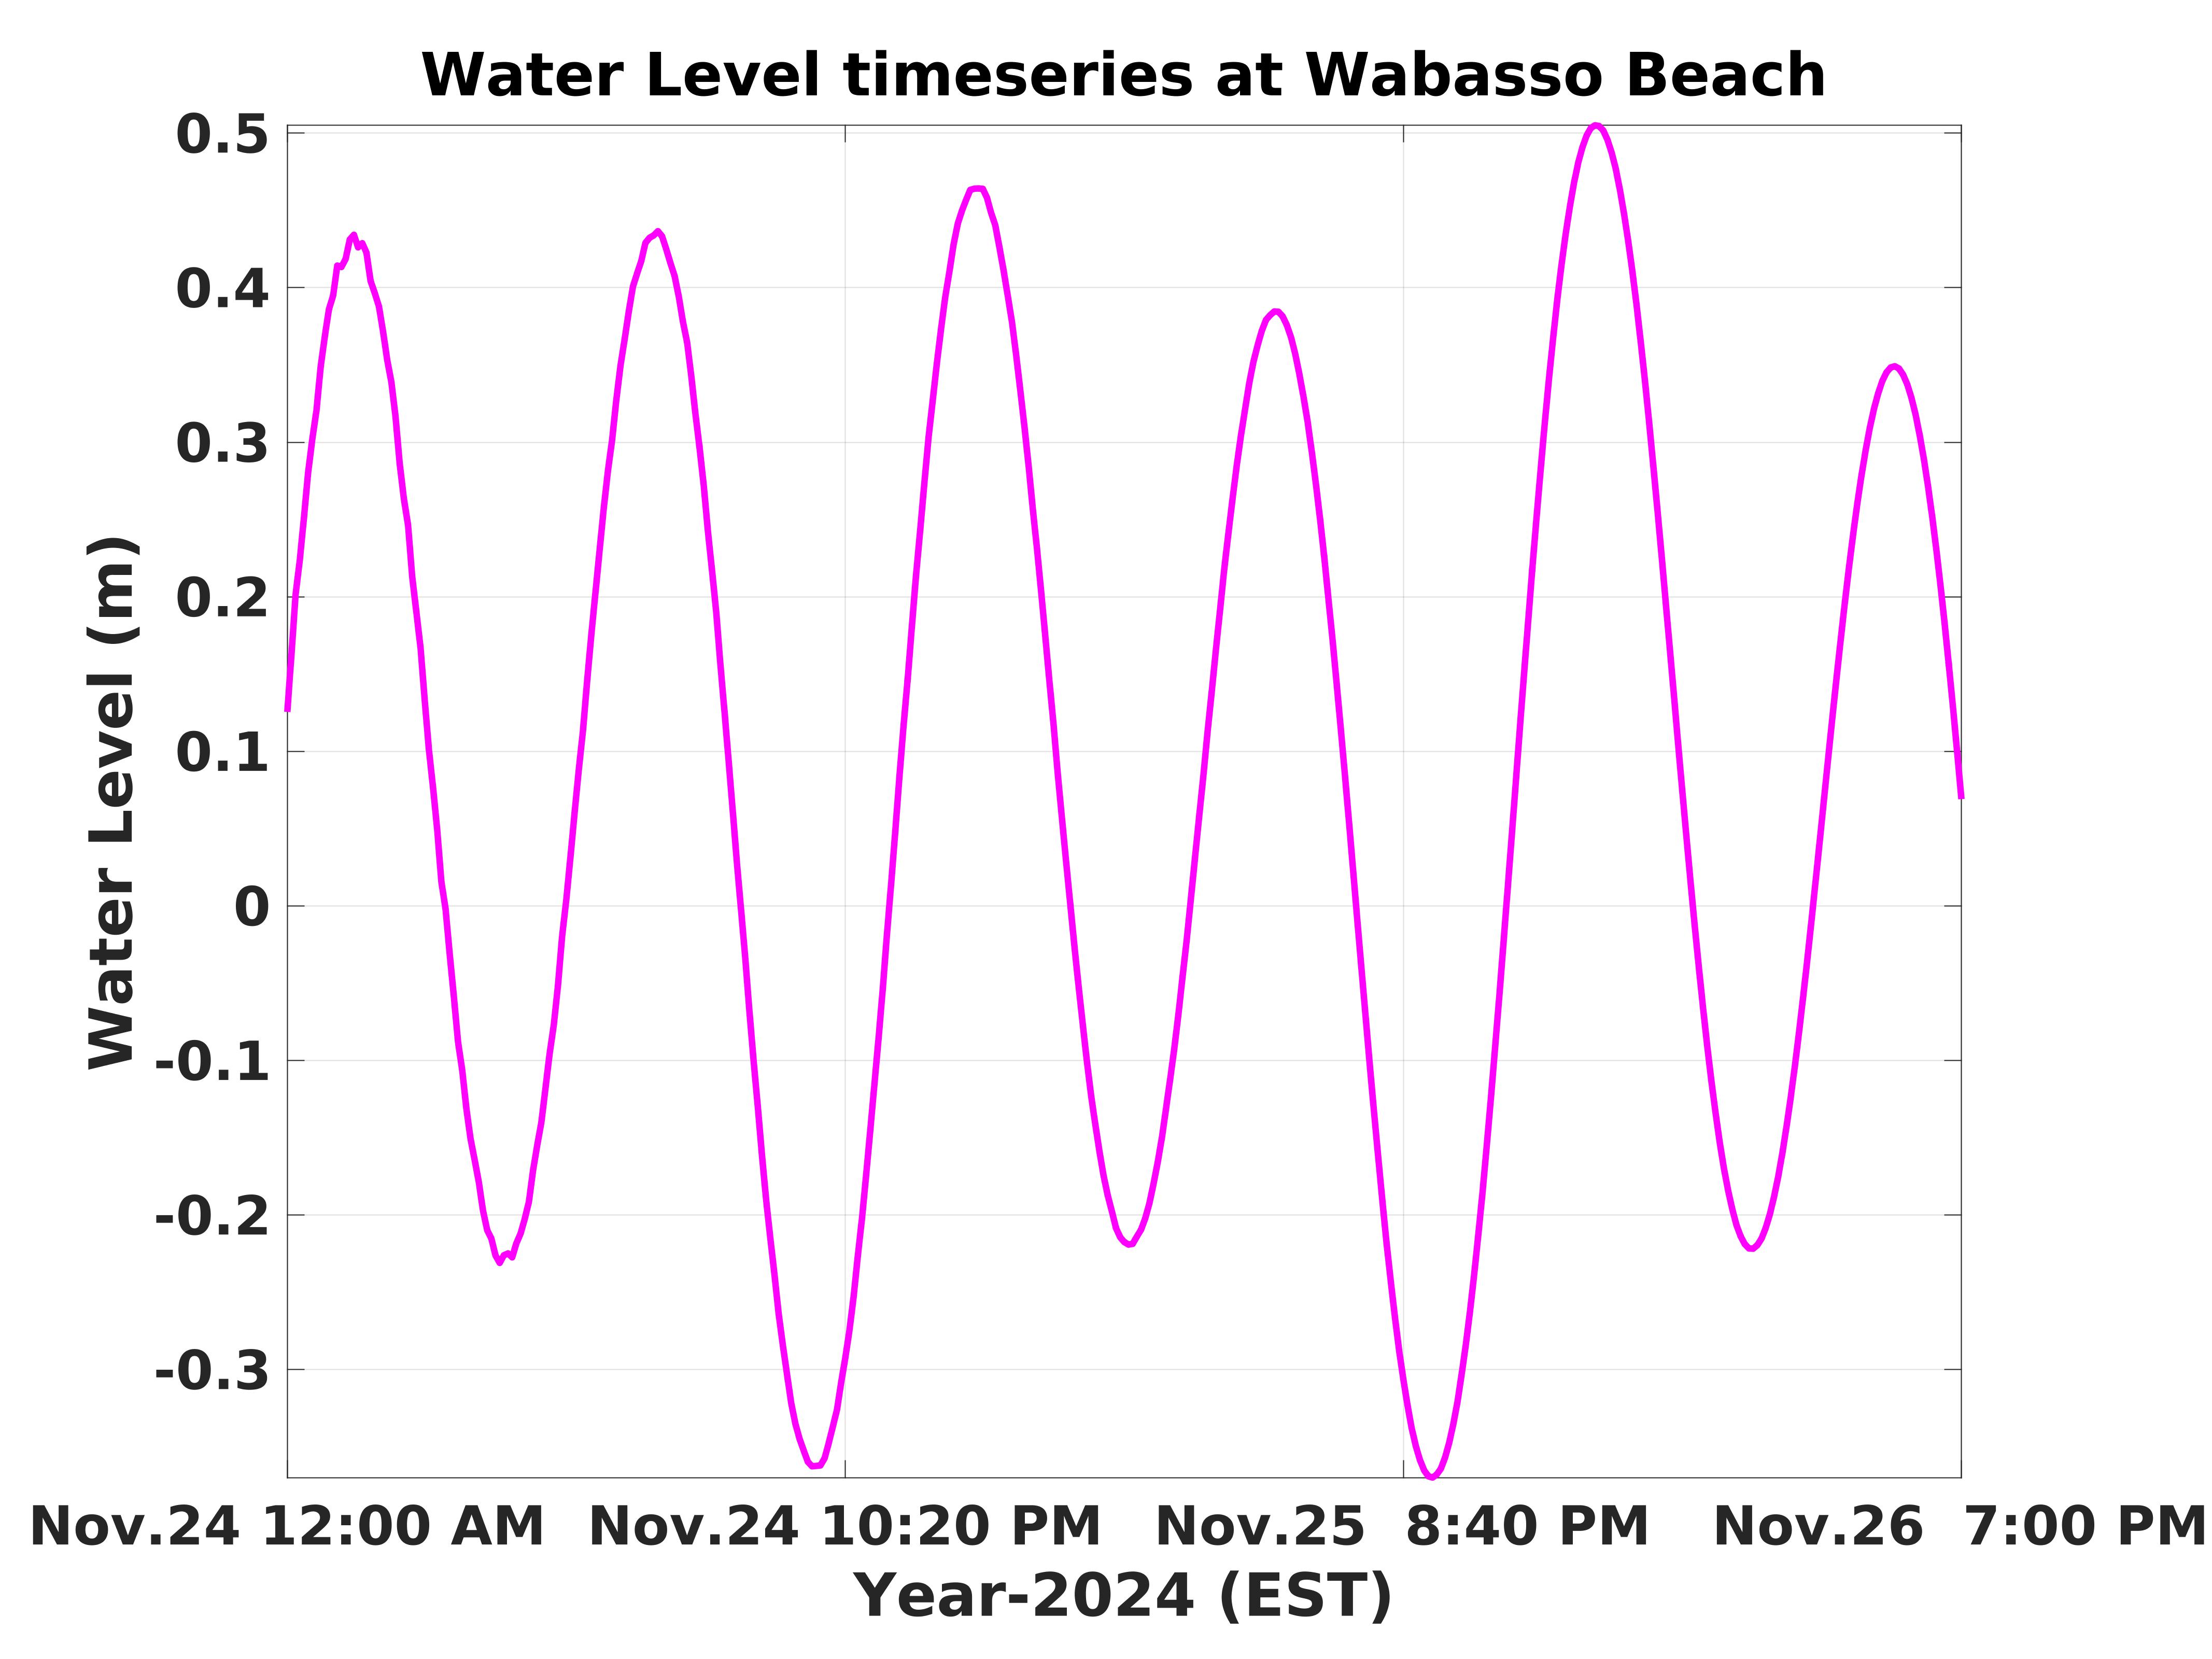 Water Level timeseries at Wabasso Beach
0.5
0.4
0.3
0.2
0.1
0
-0.1
-0.2
-0.3
Water Level (m)
Nov.24 12:00 AM Nov.24 10:20 PM Nov.25 8:40 PM Nov.26 7:00 PM
Year-2024 (EST)